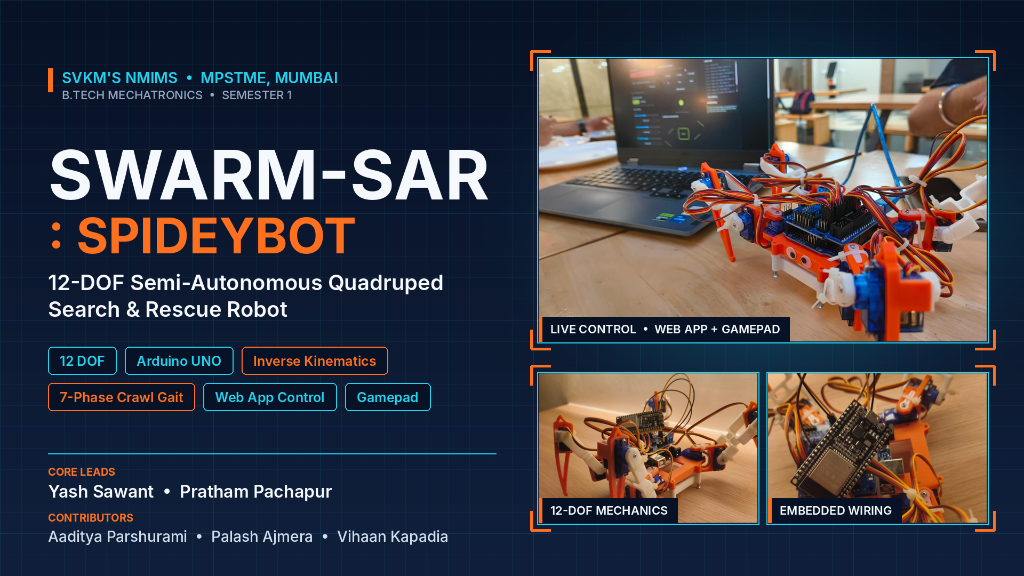 SVKM'S NMIMS • MPSTME, MUMBAI
B.TECH MECHATRONICS • SEMESTER 1
SWARM-SAR
: SPIDEYBOT
12-DOF Semi-Autonomous Quadruped
Search & Rescue Robot
12 DOF
Arduino UNO
Inverse Kinematics
7-Phase Crawl Gait
Web App Control
Gamepad
CORE LEADS
Yash Sawant • Pratham Pachapur
CONTRIBUTORS
Aaditya Parshurami • Palash Ajmera • Vihaan Kapadia
LIVE CONTROL • WEB APP + GAMEPAD
12-DOF MECHANICS
EMBEDDED WIRING